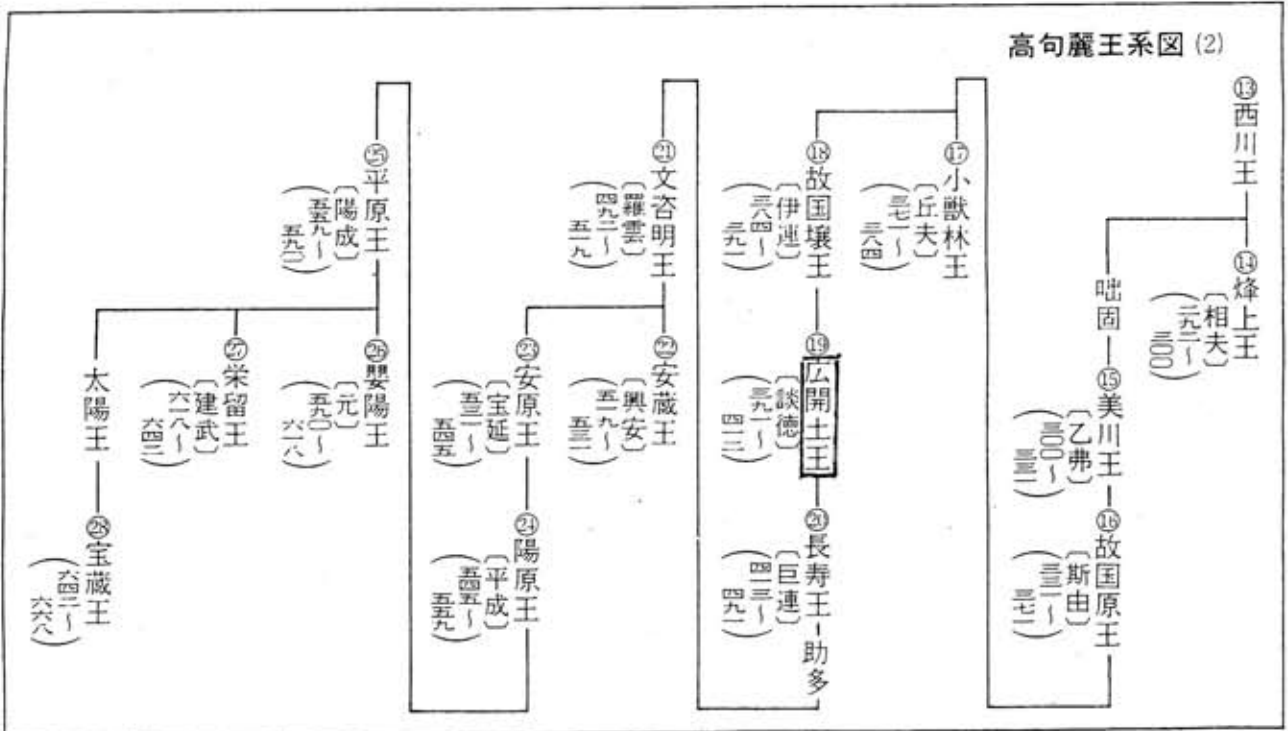 高句麗王系図 (2)
⑬西川王
⑭烽上王
〔相夫〕
(二九二〜
三〇〇)
咄固
⑮美川王
〔乙弗〕
(三〇〇〜
三三一)
⑯故国原王
〔斯由〕
(三三一〜
三七一)
⑰小獣林王
〔丘夫〕
(三七一〜
三八四)
⑱故国壌王
〔伊連〕
(三八四〜
三九一)
⑲広開土王
〔談徳〕
(三九一〜
四一二)
⑳長寿王
〔巨連〕
(四一三〜
四九一)
助多
㉑文咨明王
〔羅雲〕
(四九二〜
五一九)
㉒安蔵王
〔興安〕
(五一九〜
五三一)
㉓安原王
〔宝延〕
(五三一〜
五四五)
㉔陽原王
〔平成〕
(五四五〜
五五九)
㉕平原王
〔陽成〕
(五五九〜
五九〇)
㉖嬰陽王
〔元〕
(五九〇〜
六一八)
㉗栄留王
〔建武〕
(六一八〜
六四二)
太陽王
㉘宝蔵王
(六四二〜
六六八)